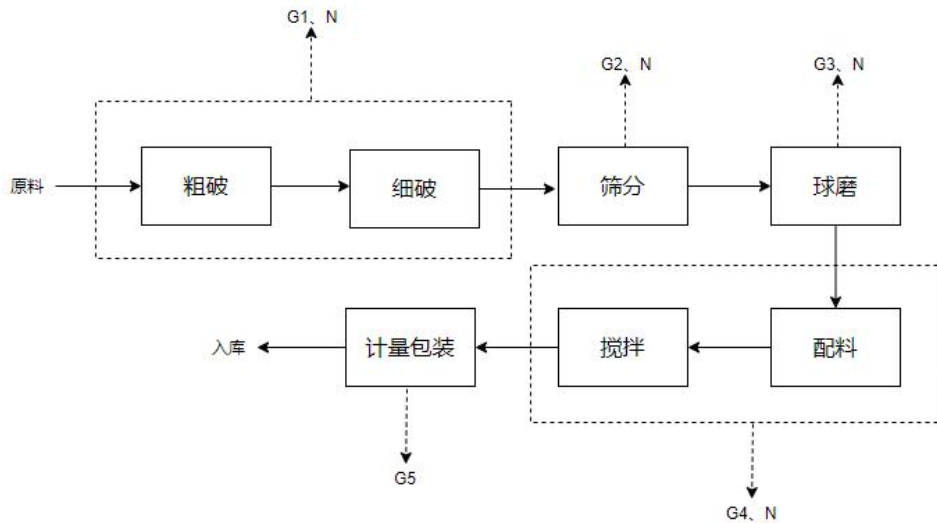 G1、N
G2、N
G3、N
原料
粗破
细破
筛分
球磨
入库
计量包装
搅拌
配料
G5
G4、N